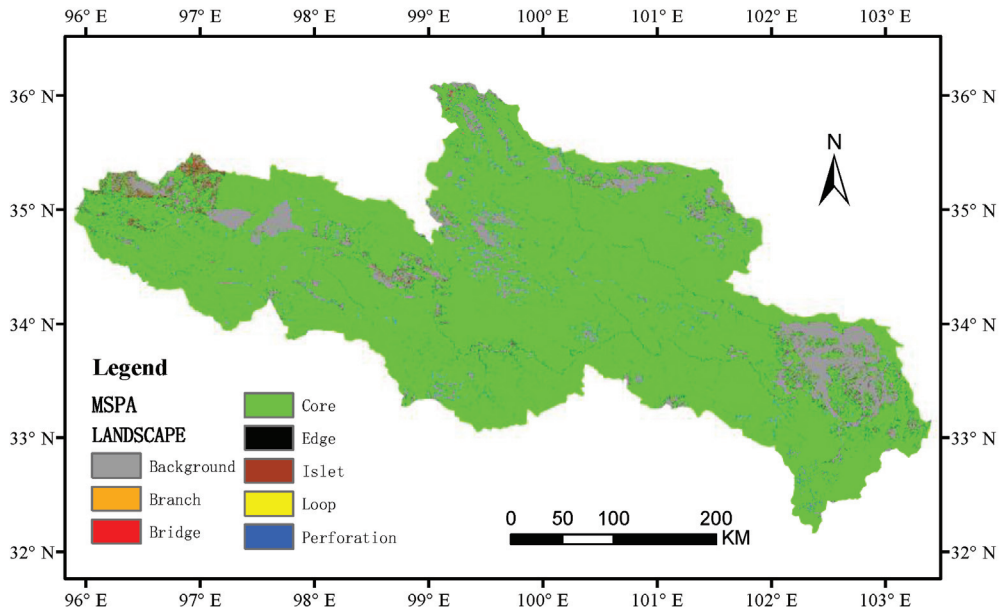 96° E 97° E 98° E 99° E 100° E 101° E 102° E 103° E
36° N 36° N
N
35° N 35° N
34° N 34° N
Legend
MSPA
LANDSCAPE
Background
Branch
Bridge
Core
Edge
Islet
Loop
Perforation
33° N 33° N
0 50 100 200
KM
32° N 32° N
96° E 97° E 98° E 99° E 100° E 101° E 102° E 103° E